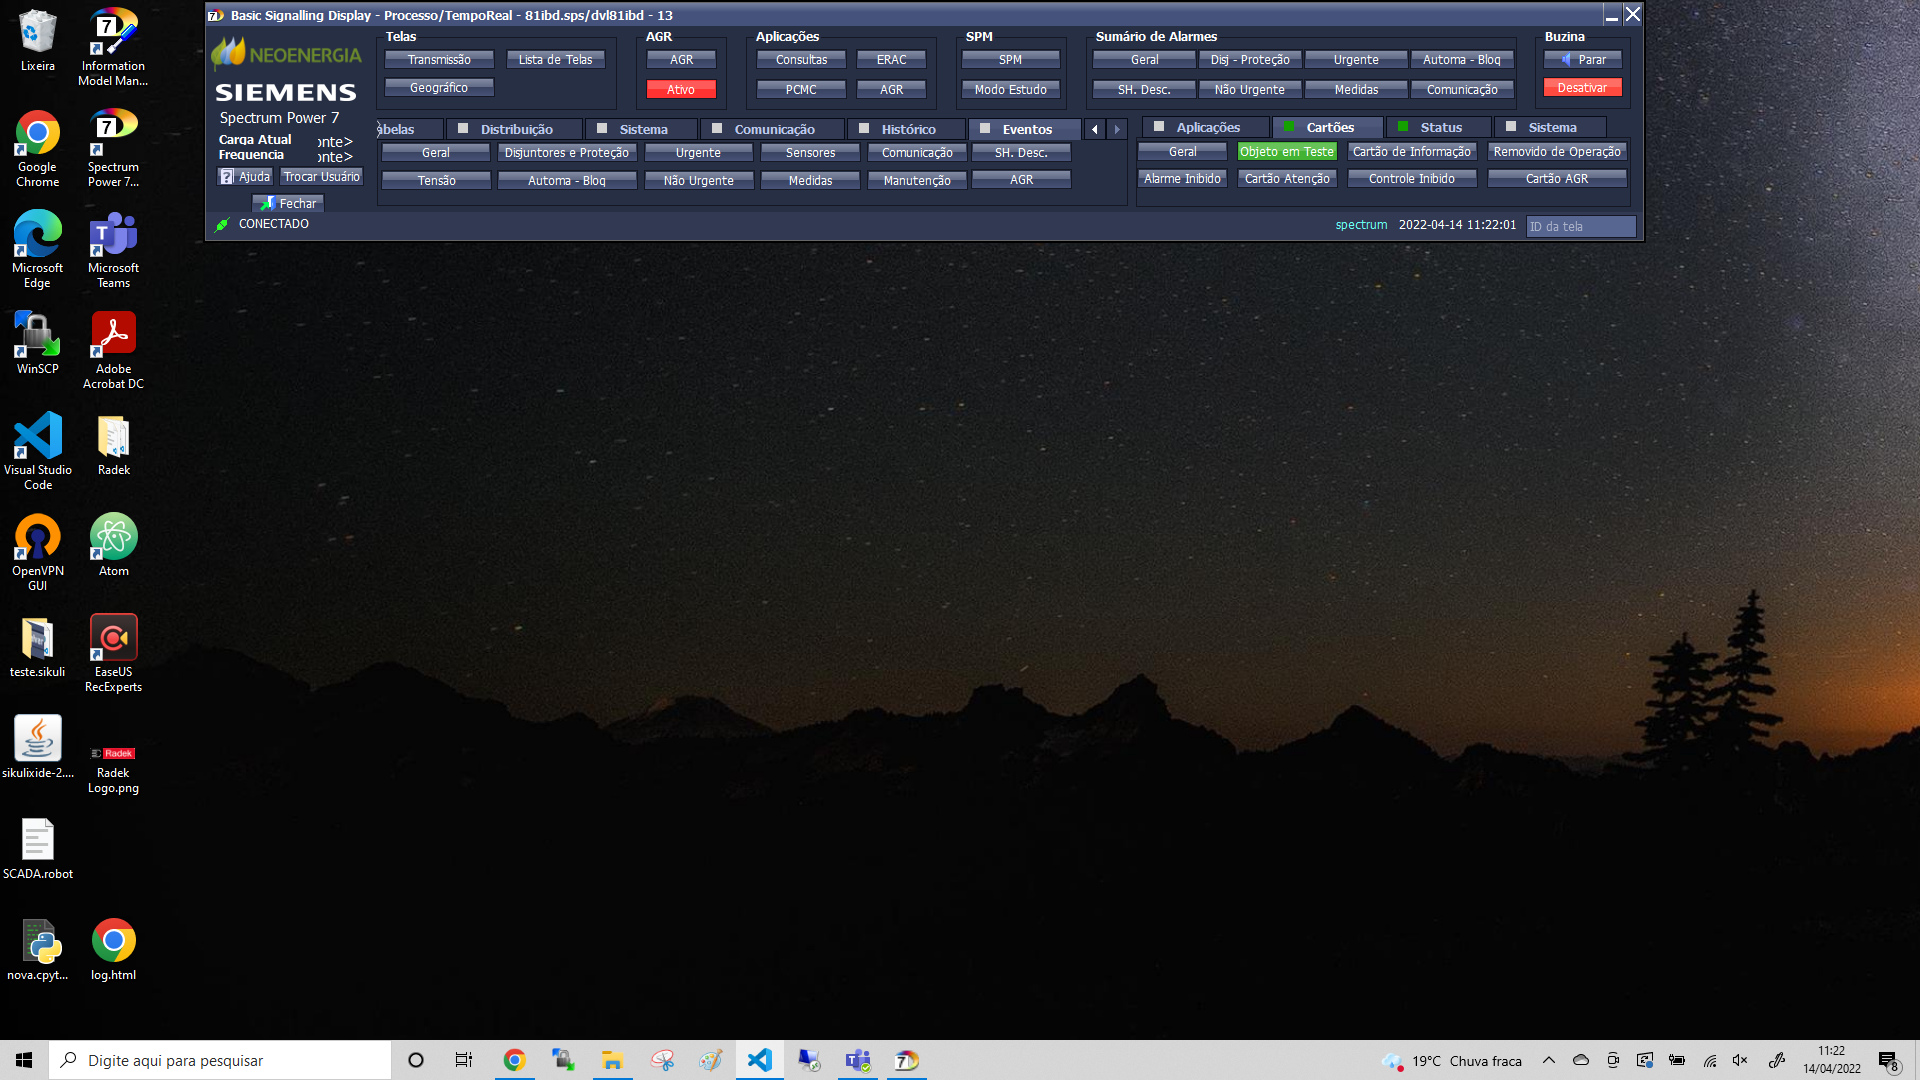 Basic Signalling Display - Processo/TempoReal - 81ibd.sps/dvl81ibd - 13
NEOENERGIA
SIEMENS
Spectrum Power 7
Carga Atual onte>
Frequencia onte>
Ajuda Trocar Usuário
Fechar
CONECTADO
Telas
Transmissão Lista de Telas
Geográfico
AGR
AGR
Ativo
Aplicações
Consultas ERAC
PCMC AGR
SPM
SPM
Modo Estudo
Sumário de Alarmes
Geral Disj - Proteção Urgente Automa - Bloq
SH. Desc. Não Urgente Medidas Comunicação
Buzina
Parar
Desativar
abelas Distribuição Sistema Comunicação Histórico Eventos
Geral Disjuntores e Proteção Urgente Sensores Comunicação SH. Desc.
Tensão Automa - Bloq Não Urgente Medidas Manutenção AGR
Aplicações Cartões Status Sistema
Geral Objeto em Teste Cartão de Informação Removido de Operação
Alarme Inibido Cartão Atenção Controle Inibido Cartão AGR
spectrum 2022-04-14 11:22:01 ID da tela
Lixeira
Information
Model Man...
Google
Chrome
Spectrum
Power 7...
Microsoft
Edge
Microsoft
Teams
WinSCP
Adobe
Acrobat DC
Visual Studio
Code
Radek
OpenVPN
GUI
Atom
teste.sikuli
EaseUS
RecExperts
sikulixide-2....
Radek
Radek
Logo.png
SCADA.robot
nova.cpyt...
log.html
Digite aqui para pesquisar
19°C Chuva fraca
11:22
14/04/2022
8